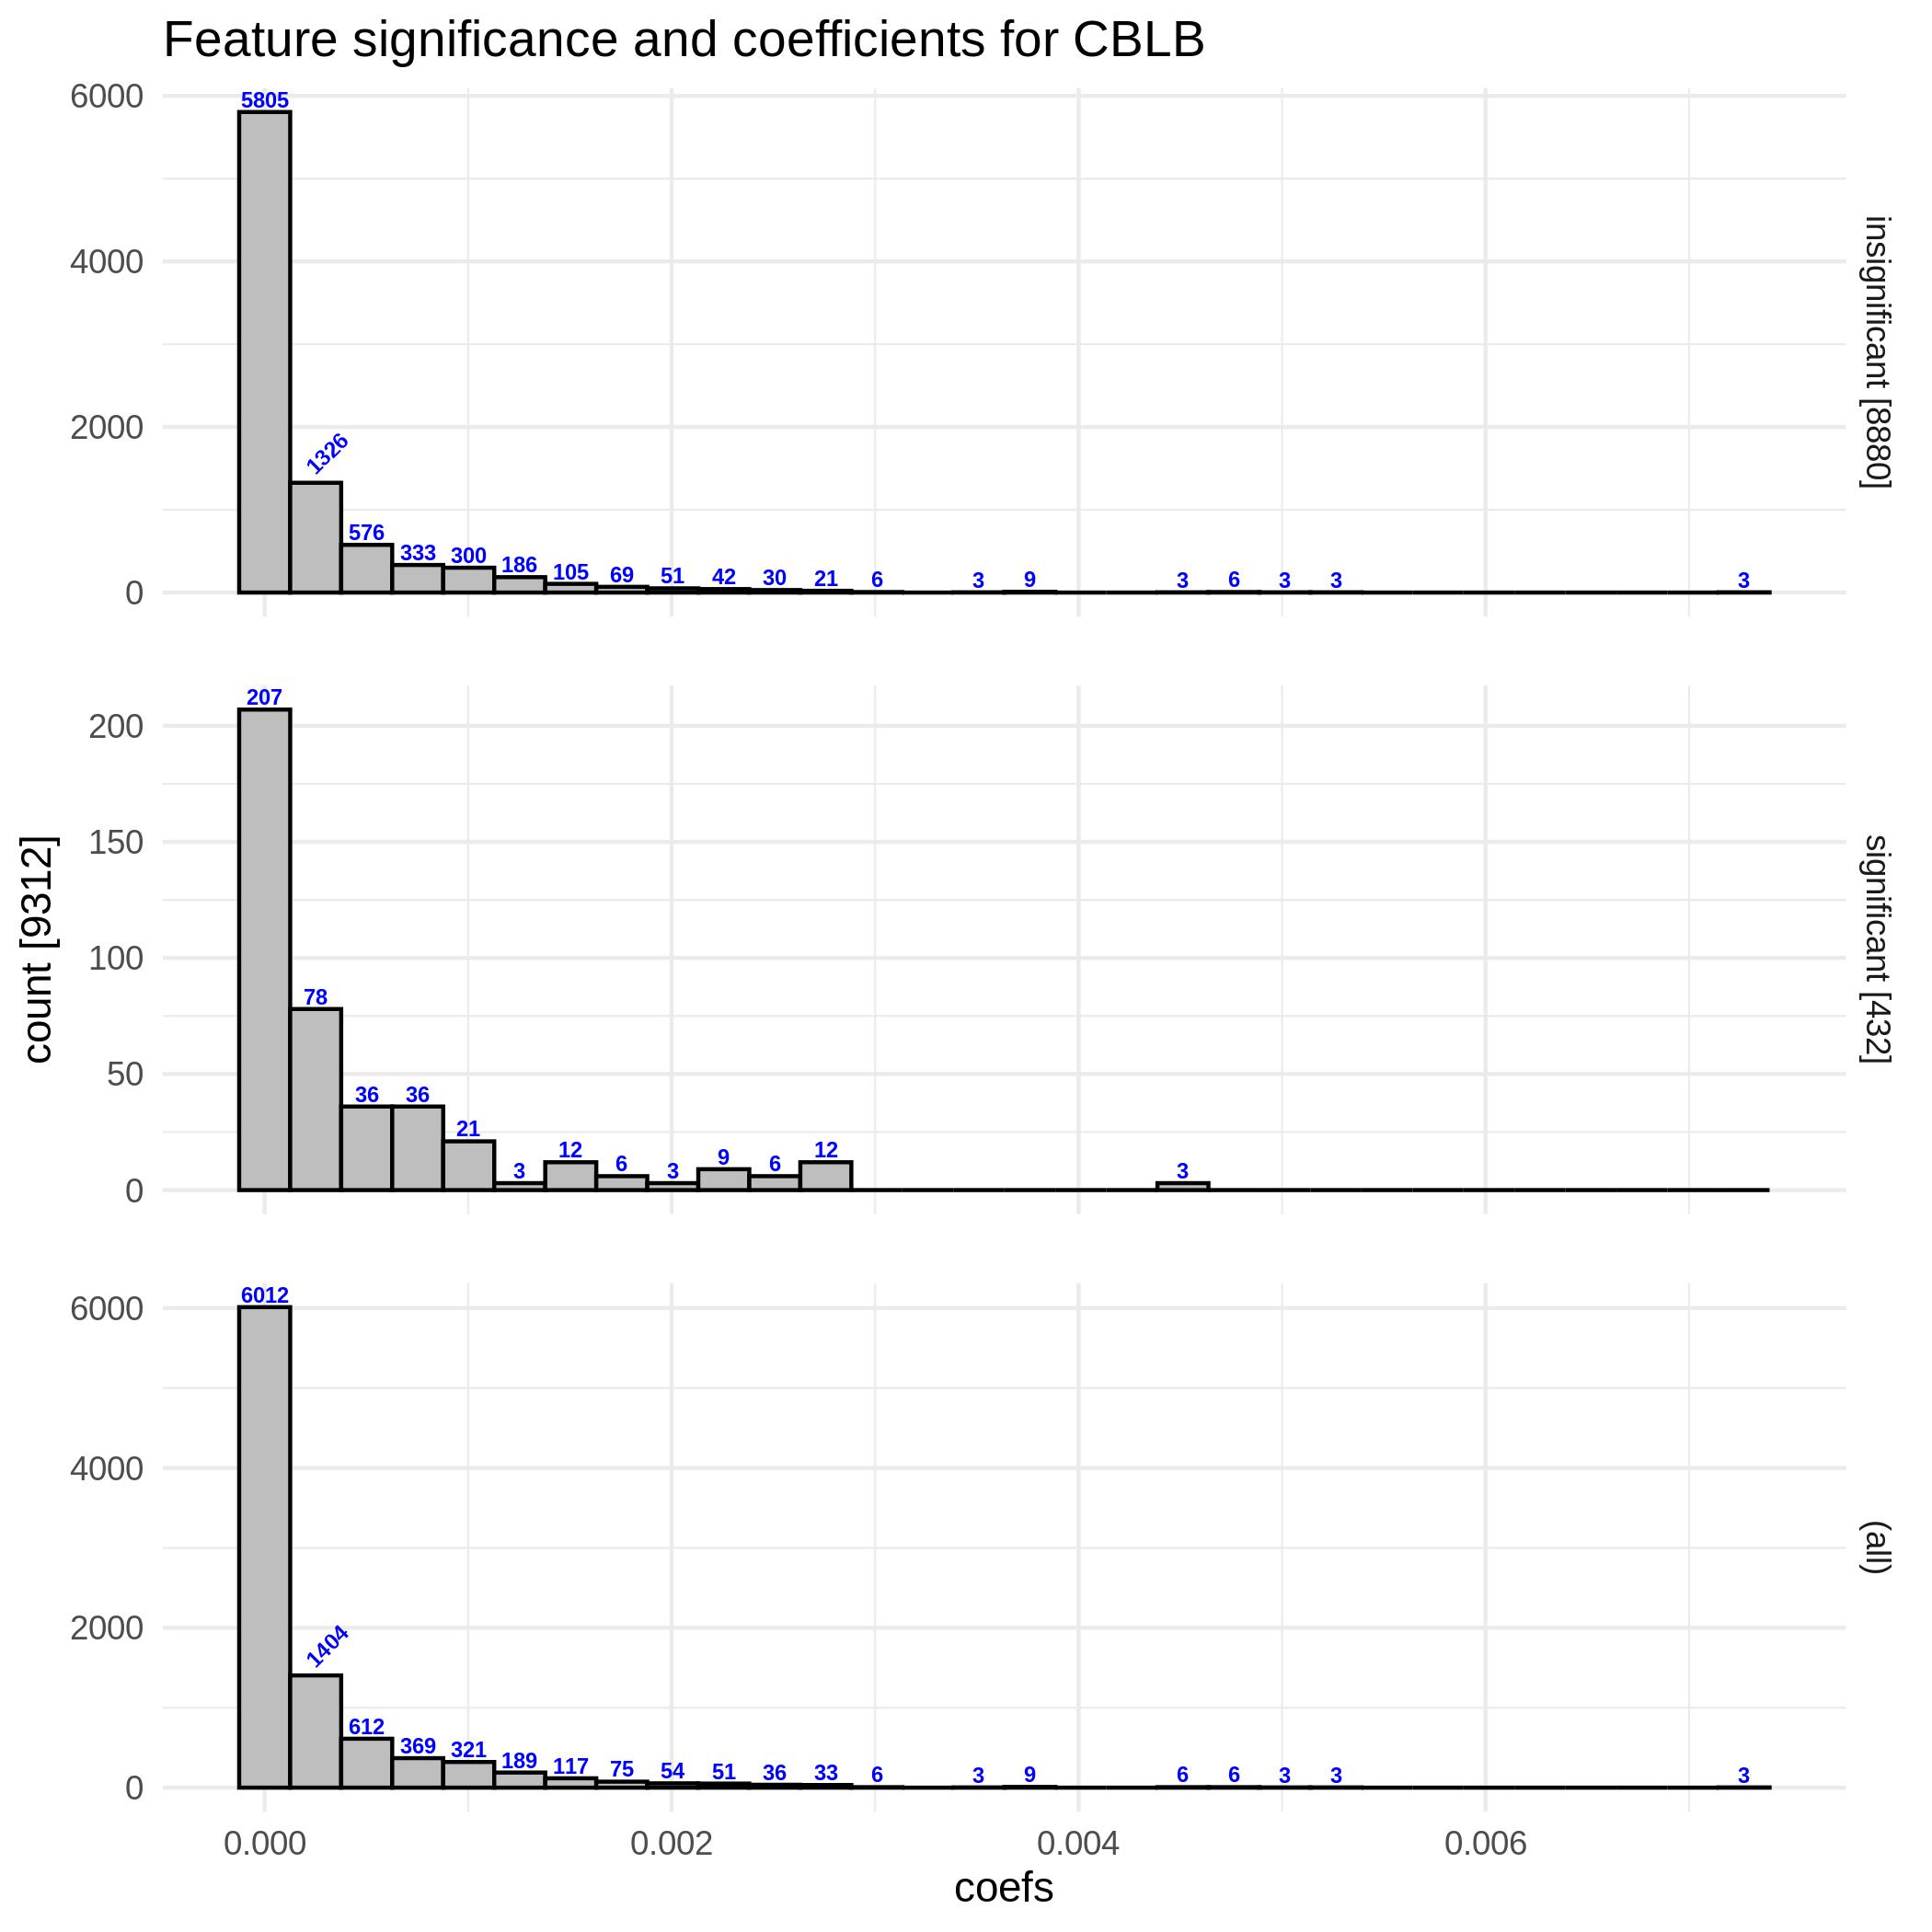 Feature significance and coefficients for CBLB
6000
4000
2000
0
5805
1326
576 333 300 186 105 69 51 42 30 21 6 3 9 3 6 3 3 3
insignificant [8880]
count [9312]
200
150
100
50
0
207
78
36 36 21 3 12 6 3 9 6 12 3
significant [432]
6000
4000
2000
0
6012
1404
612 369 321 189 117 75 54 51 36 33 6 3 9 6 6 3 3 3
(all)
0.000 0.002 0.004 0.006
coefs